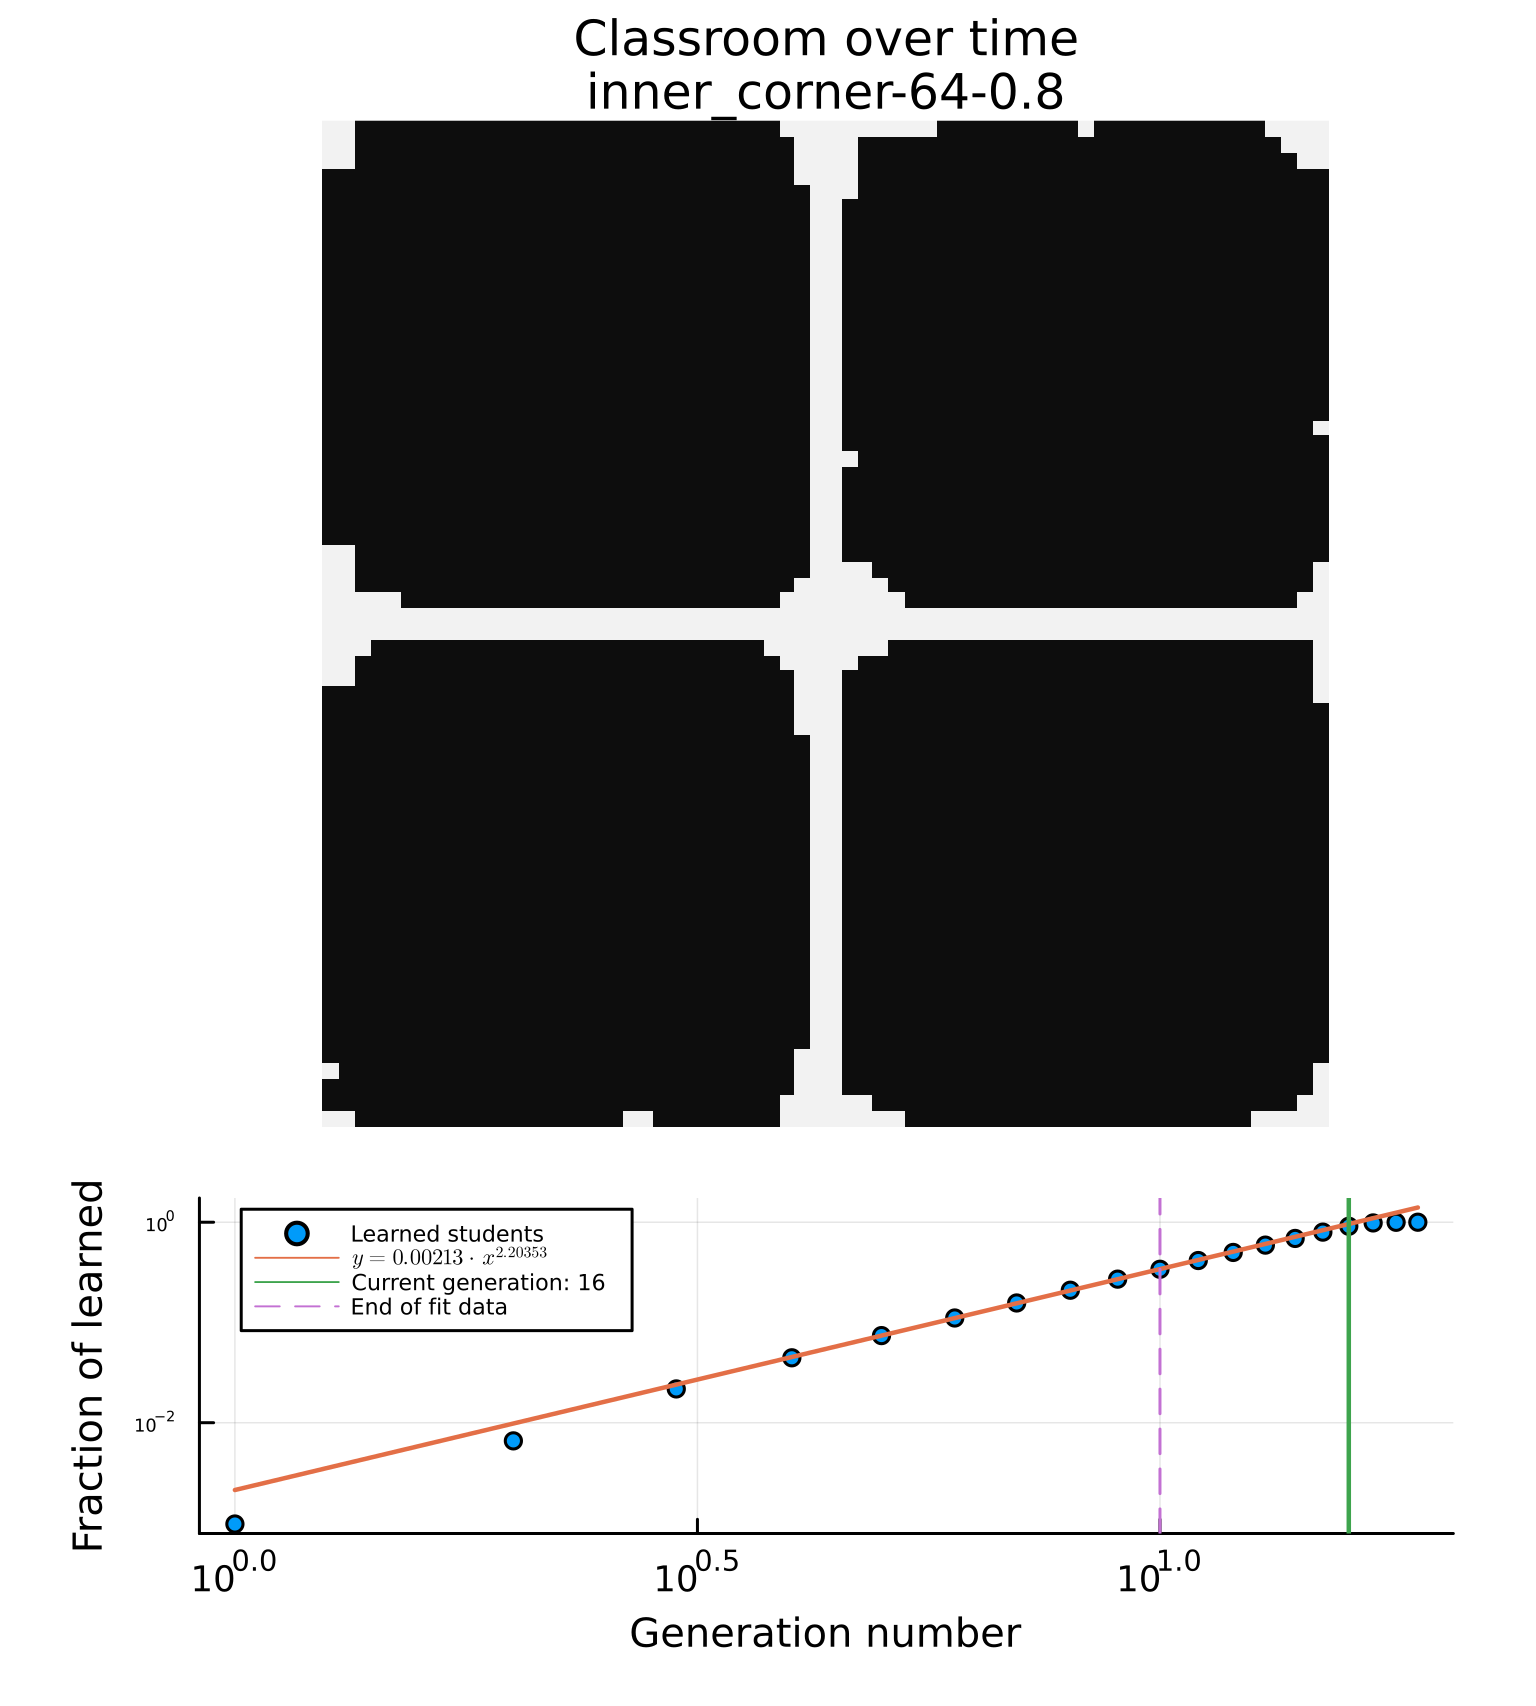 Classroom over time
inner_corner-64-0.8
Fraction of learned
10^0
10^−2
Learned students
y = 0.00213 · x^2.20353
Current generation: 16
End of fit data
10^0.0
10^0.5
10^1.0
Generation number